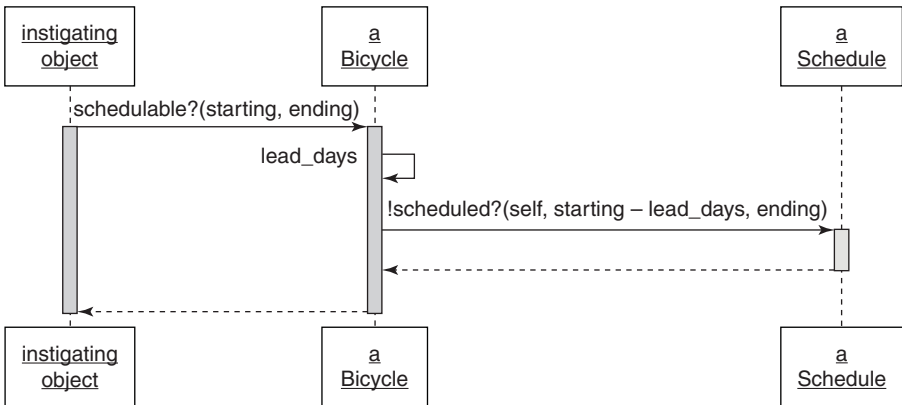 instigating
object
a
Bicycle
a
Schedule
schedulable?(starting, ending)
lead_days
!scheduled?(self, starting – lead_days, ending)
instigating
object
a
Bicycle
a
Schedule